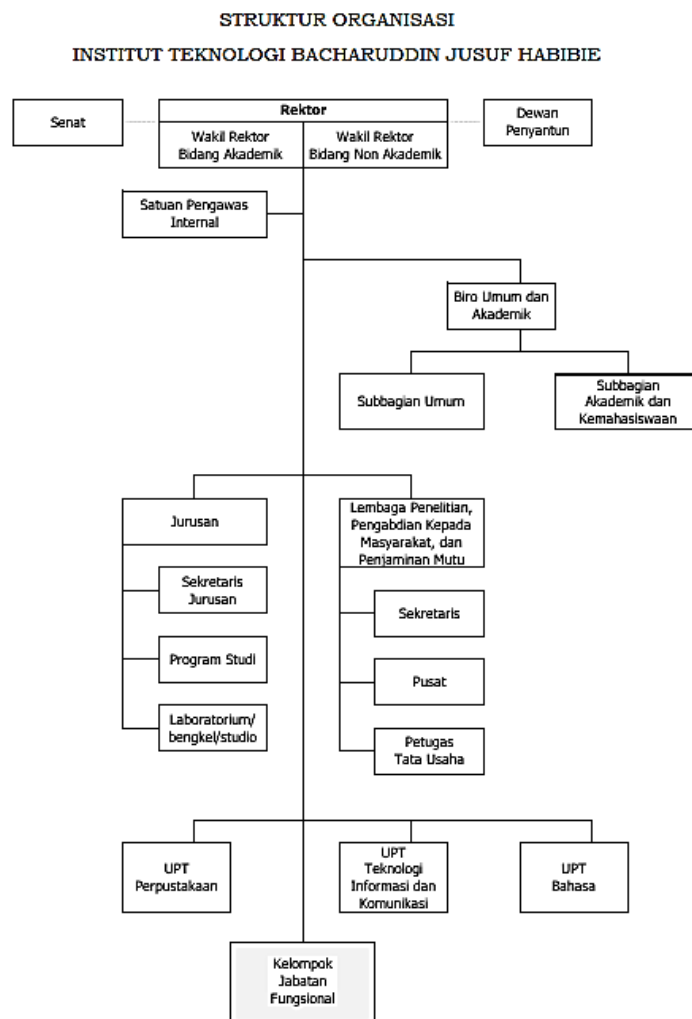 STRUKTUR ORGANISASI
INSTITUT TEKNOLOGI BACHARUDDIN JUSUF HABIBIE
Senat
Rektor
Wakil Rektor
Bidang Akademik
Wakil Rektor
Bidang Non Akademik
Dewan
Penyantun
Satuan Pengawas
Internal
Biro Umum dan
Akademik
Subbagian Umum
Subbagian
Akademik dan
Kemahasiswaan
Jurusan
Sekretaris
Jurusan
Program Studi
Laboratorium/
bengkel/studio
Lembaga Penelitian,
Pengabdian Kepada
Masyarakat, dan
Penjaminan Mutu
Sekretaris
Pusat
Petugas
Tata Usaha
UPT
Perpustakaan
UPT
Teknologi
Informasi dan
Komunikasi
UPT
Bahasa
Kelompok
Jabatan
Fungsional